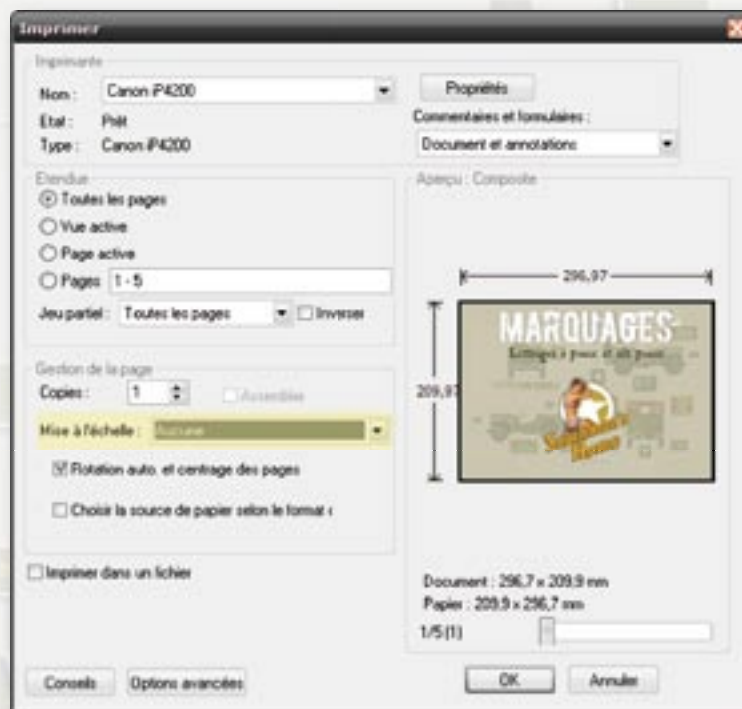 Imprimer
Imprimante
Nom : Canon iP4200
Propriétés
Etat : Prêt
Commentaires et formulaires :
Type : Canon iP4200
Document et annotations
Etendue
Toutes les pages
Vue active
Page active
Pages 1 - 5
Jeu partiel : Toutes les pages
Inverser
Aperçu : Composite
296,97
209,97
MARQUAGES
Gestion de la page
Copies : 1
Assemblées
Mise à l'échelle : Aucune
Rotation auto. et centrage des pages
Choisir la source de papier selon le format
Imprimer dans un fichier
Document : 296,7 x 209,9 mm
Papier : 209,9 x 296,7 mm
1/5 (1)
Conseils
Options avancées
OK
Annuler